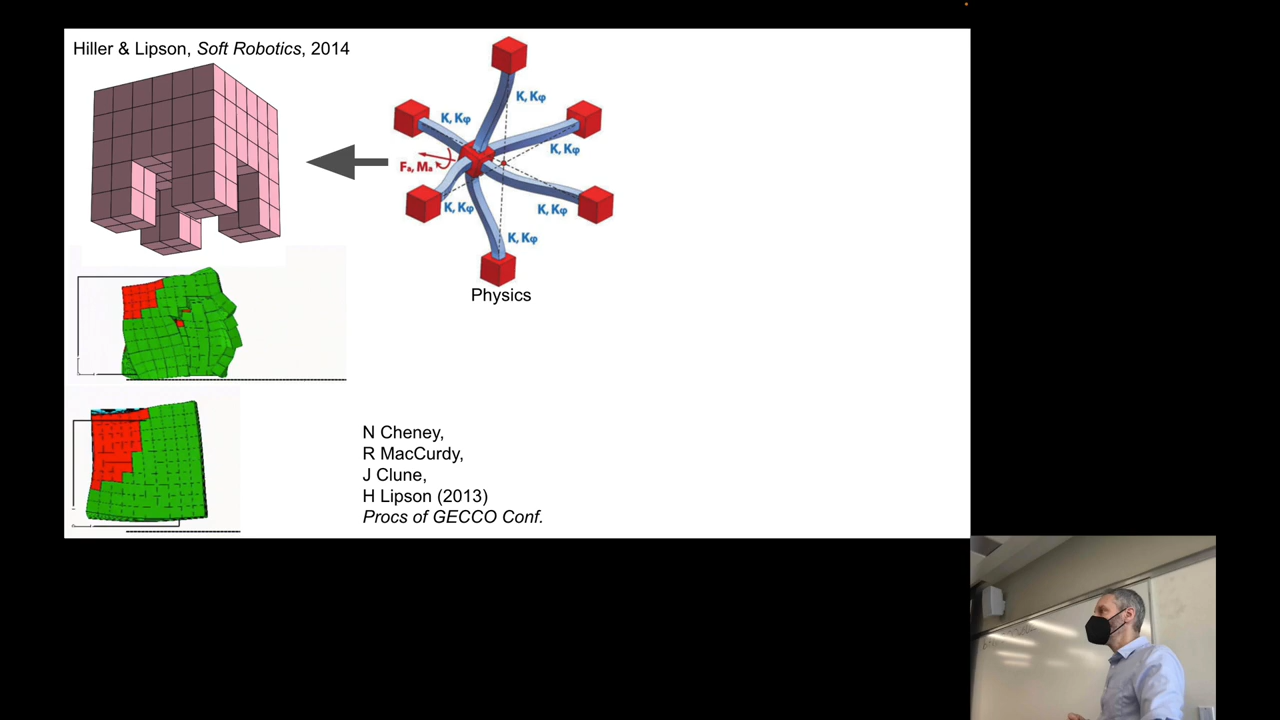 Hiller & Lipson, Soft Robotics, 2014
K, Kφ
K, Kφ
K, Kφ
Fa, Ma
K, Kφ
K, Kφ
K, Kφ
Physics
N Cheney,
R MacCurdy,
J Clune,
H Lipson (2013)
Procs of GECCO Conf.